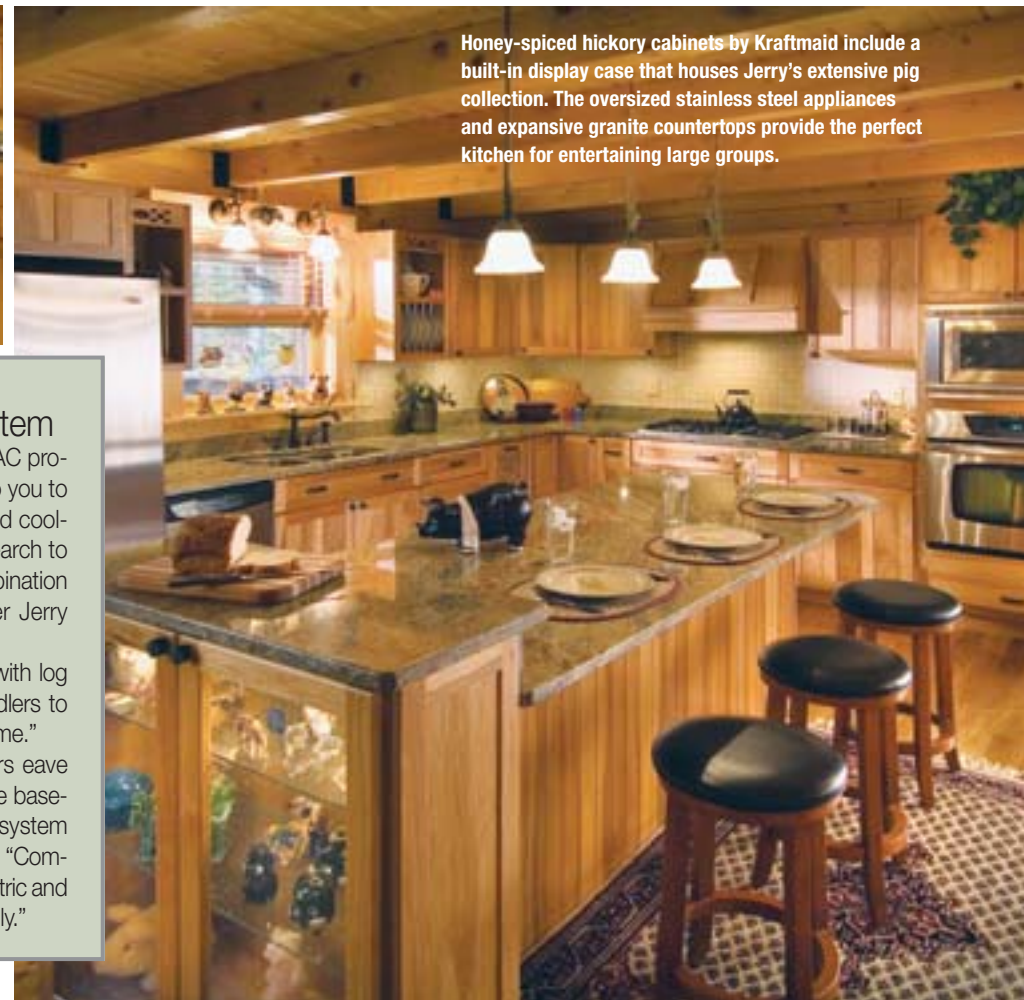 Honey-spiced hickory cabinets by Kraftmaid include a
built-in display case that houses Jerry's extensive pig
collection. The oversized stainless steel appliances
and expansive granite countertops provide the perfect
kitchen for entertaining large groups.
tem
AC pro-
you to
d cool-
arch to
bination
er Jerry
with log
dlers to
me."
rs eave
e base-
system
"Com-
tric and
ly."